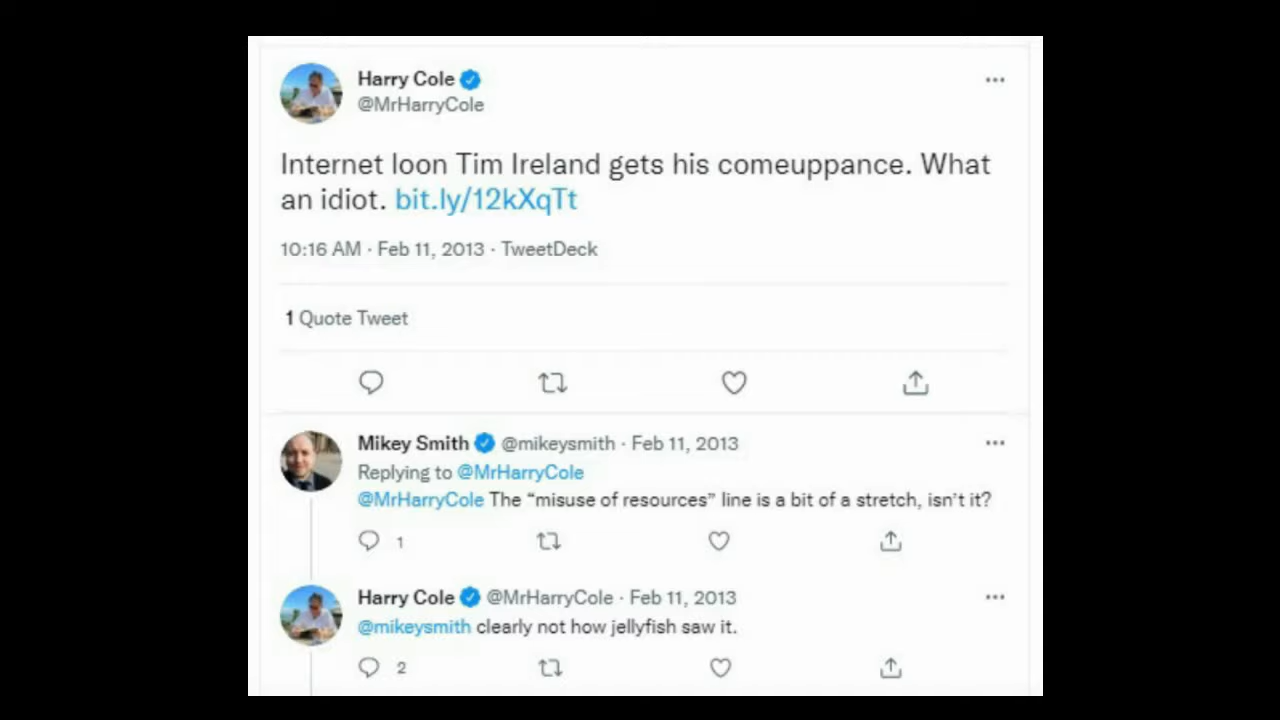 Harry Cole
@MrHarryCole
Internet loon Tim Ireland gets his comeuppance. What
an idiot. bit.ly/12kXqTt
10:16 AM · Feb 11, 2013 · TweetDeck
1 Quote Tweet
Mikey Smith @mikeysmith · Feb 11, 2013
Replying to @MrHarryCole
@MrHarryCole The “misuse of resources” line is a bit of a stretch, isn’t it?
1
Harry Cole @MrHarryCole · Feb 11, 2013
@mikeysmith clearly not how jellyfish saw it.
2